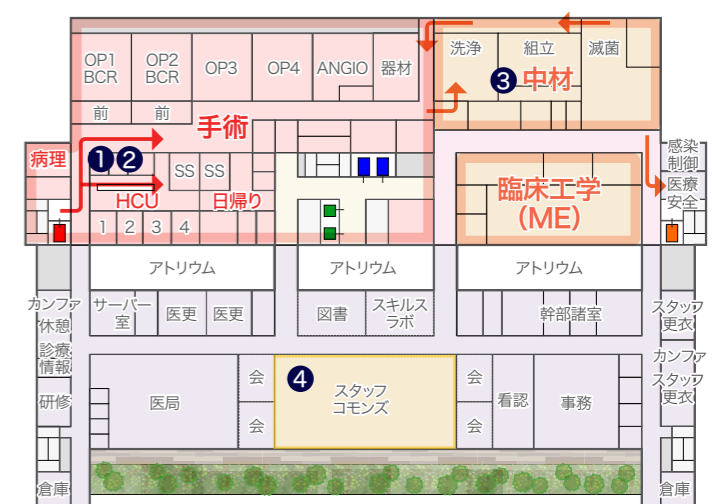 OP1
BCR
OP2
BCR
OP3
OP4
ANGIO
器材
洗浄
組立
滅菌
❸中材
前
前
手術
病理
❶❷
SS
SS
HCU
日帰り
1
2
3
4
臨床工学
(ME)
感染
制御
医療
安全
アトリウム
アトリウム
アトリウム
カンファ
休憩
診療
情報
研修
倉庫
サーバー
室
医更
医更
図書
スキルス
ラボ
幹部諸室
スタッフ
更衣
カンファ
スタッフ
更衣
倉庫
医局
会
会
❹
スタッフ
コモンズ
会
会
看認
事務